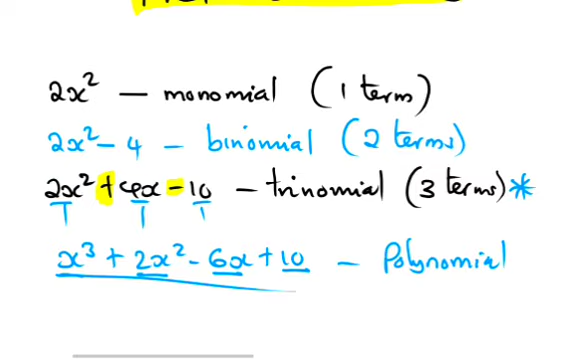 2x² – monomial (1 term)
2x² - 4 – binomial (2 terms)
2x² + 4x - 10 – trinomial (3 terms)*
x³ + 2x² - 6x + 10 – Polynomial